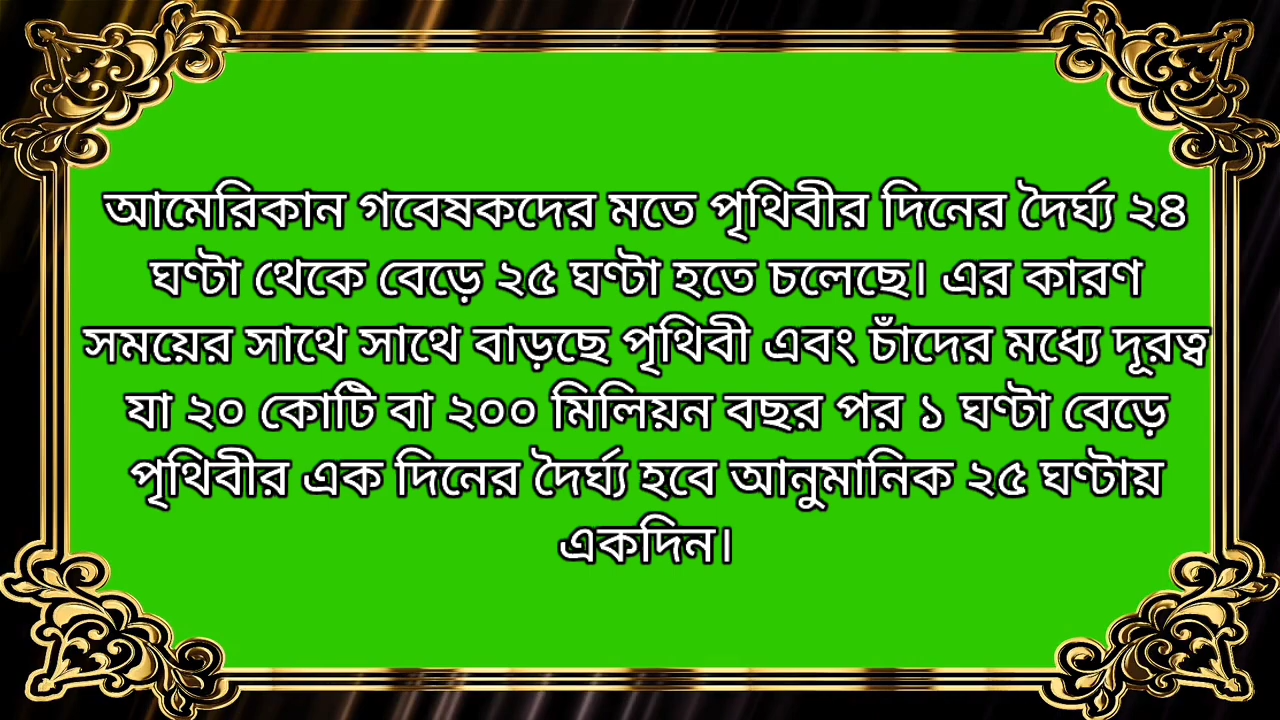 আমেরিকান গবেষকদের মতে পৃথিবীর দিনের দৈর্ঘ্য ২৪
ঘণ্টা থেকে বেড়ে ২৫ ঘণ্টা হতে চলেছে। এর কারণ
সময়ের সাথে সাথে বাড়ছে পৃথিবী এবং চাঁদের মধ্যে দূরত্ব
যা ২০ কোটি বা ২০০ মিলিয়ন বছর পর ১ ঘণ্টা বেড়ে
পৃথিবীর এক দিনের দৈর্ঘ্য হবে আনুমানিক ২৫ ঘণ্টায়
একদিন।